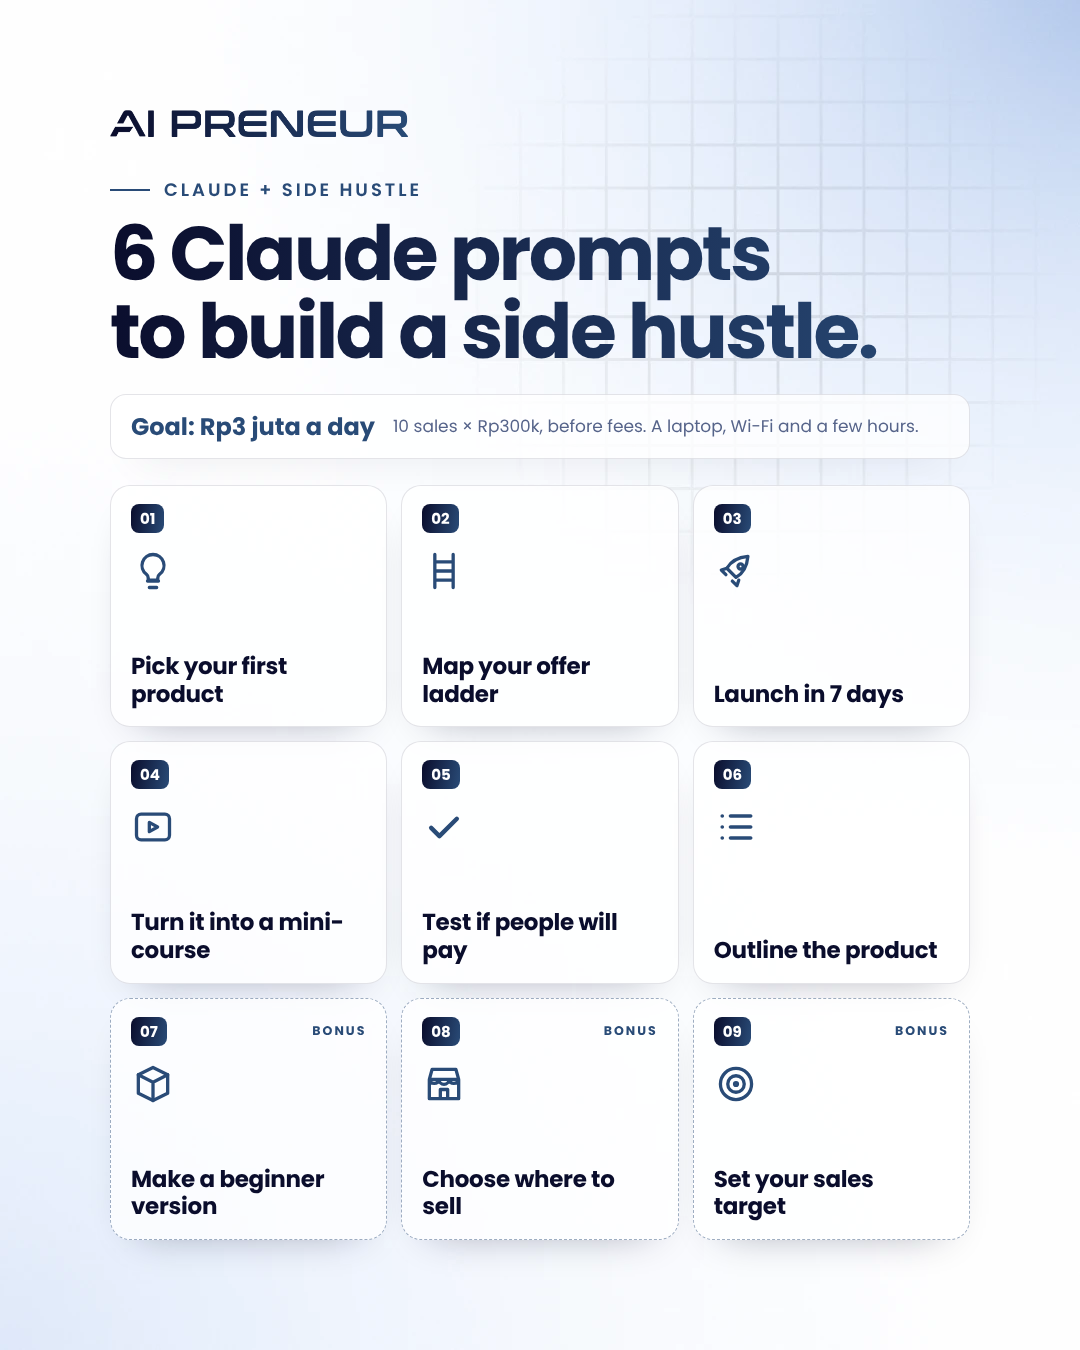 AI PRENEUR
CLAUDE + SIDE HUSTLE
6 Claude prompts
to build a side hustle.
Goal: Rp3 juta a day 10 sales × Rp300k, before fees. A laptop, Wi-Fi and a few hours.
01
Pick your first
product
02
Map your offer
ladder
03
Launch in 7 days
04
Turn it into a mini-
course
05
Test if people will
pay
06
Outline the product
07
BONUS
Make a beginner
version
08
BONUS
Choose where to
sell
09
BONUS
Set your sales
target